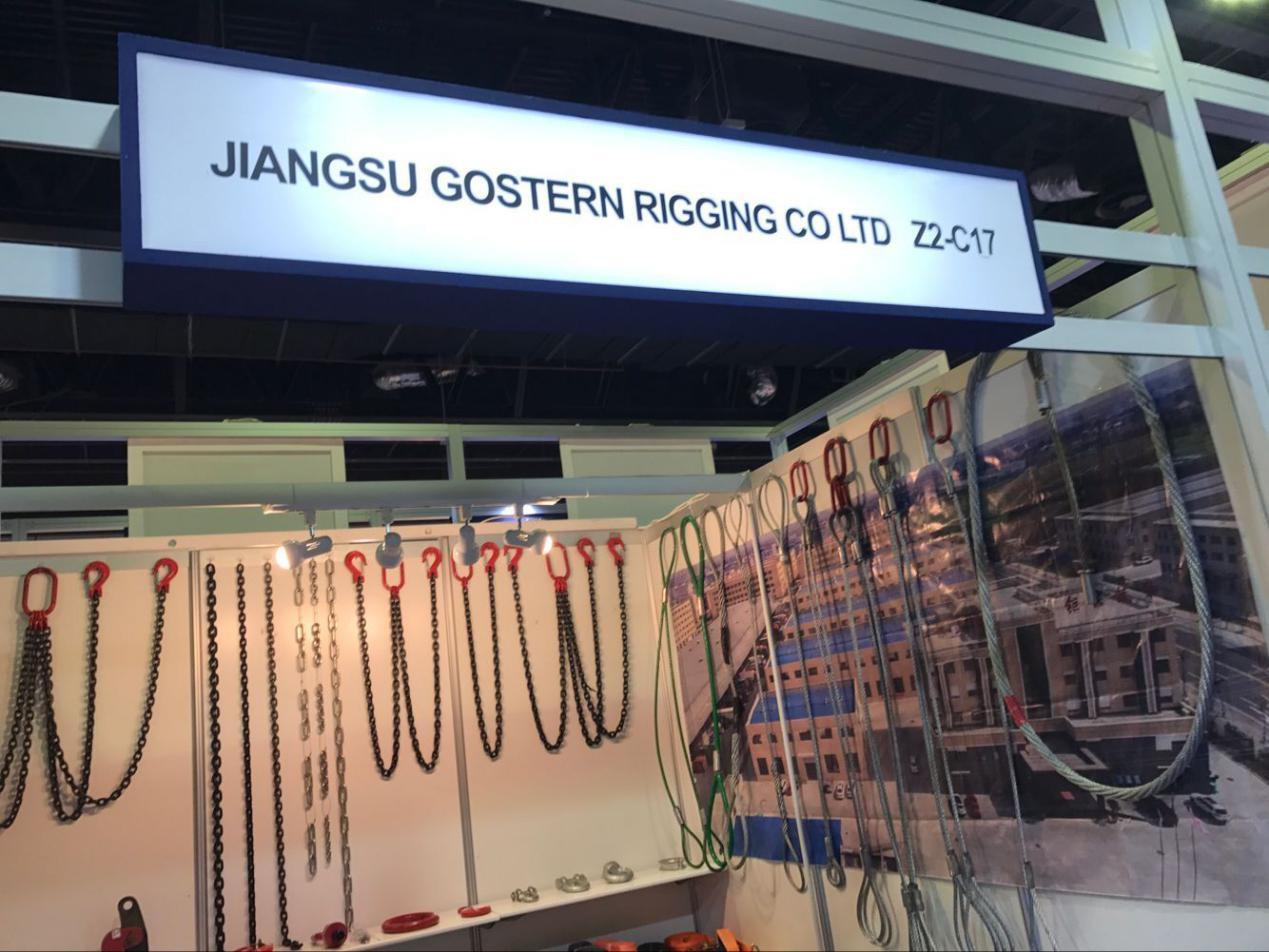 JIANGSU GOSTERN RIGGING CO LTD Z2-C17